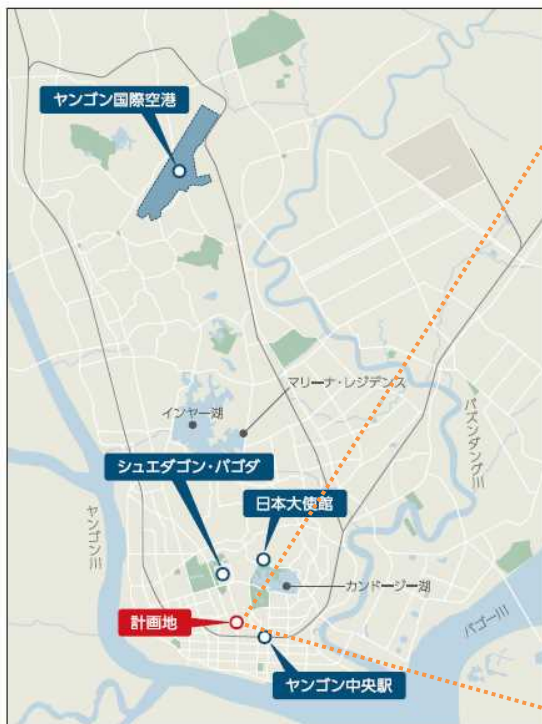 ヤンゴン国際空港
マリーナ・レジデンス
インヤー湖
パズンダング川
シュエダゴン・パゴダ
日本大使館
ヤンゴン川
カンドージー湖
計画地
バゴー川
ヤンゴン中央駅